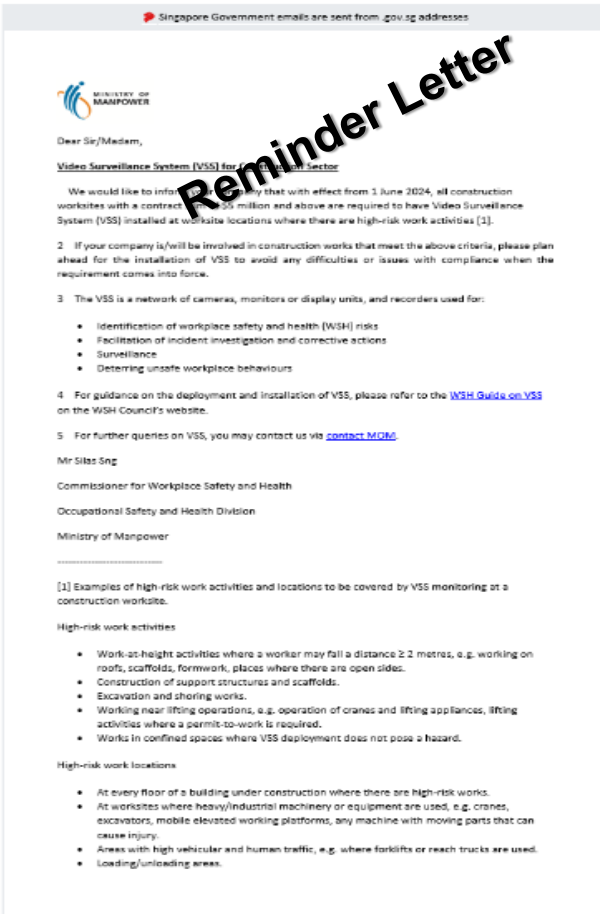 Singapore Government emails are sent from .gov.sg addresses
MINISTRY OF
MANPOWER
Reminder Letter
Dear Sir/Madam,
Video Surveillance System (VSS) for Sector
We would like to that with effect from 1 June 2024, all construction
worksites with a contract $5 million and above are required to have Video Surveillance
System (VSS) installed at worksite locations where there are high-risk work activities [1].
2 If your company is/will be involved in construction works that meet the above criteria, please plan
ahead for the installation of VSS to avoid any difficulties or issues with compliance when the
requirement comes into force.
3 The VSS is a network of cameras, monitors or display units, and recorders used for:
• Identification of workplace safety and health (WSH) risks
• Facilitation of incident investigation and corrective actions
• Surveillance
• Deterring unsafe workplace behaviours
4 For guidance on the deployment and installation of VSS, please refer to the WSH Guide on VSS
on the WSH Council's website.
5 For further queries on VSS, you may contact us via contact MOM.
Mr Silas Sng
Commissioner for Workplace Safety and Health
Occupational Safety and Health Division
Ministry of Manpower
----------------------------
[1] Examples of high-risk work activities and locations to be covered by VSS monitoring at a
construction worksite.
High-risk work activities
• Work-at-height activities where a worker may fall a distance ≥ 2 metres, e.g. working on
roofs, scaffolds, formwork, places where there are open sides.
• Construction of support structures and scaffolds.
• Excavation and shoring works.
• Working near lifting operations, e.g. operation of cranes and lifting appliances, lifting
activities where a permit-to-work is required.
• Works in confined spaces where VSS deployment does not pose a hazard.
High-risk work locations
• At every floor of a building under construction where there are high-risk works.
• At worksites where heavy/industrial machinery or equipment are used, e.g. cranes,
excavators, mobile elevated working platforms, any machine with moving parts that can
cause injury.
• Areas with high vehicular and human traffic, e.g. where forklifts or reach trucks are used.
• Loading/unloading areas.